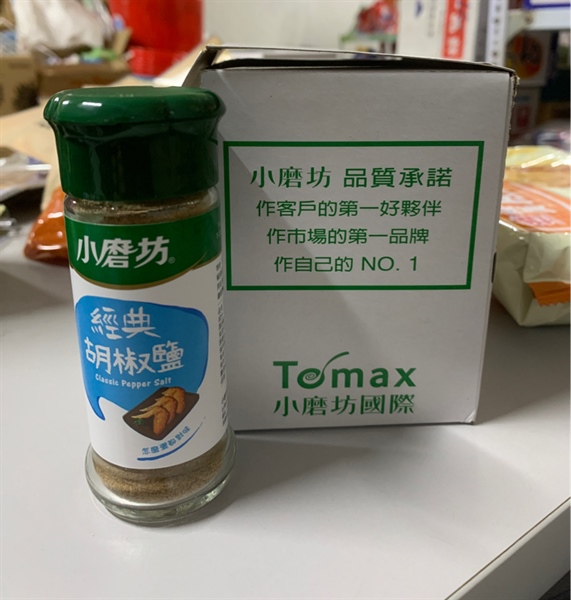 小磨坊®
經典
胡椒鹽
Classic Pepper Salt
小磨坊 品質承諾
作客戶的第一好夥伴
作市場的第一品牌
作自己的 NO. 1
Tomax
小磨坊國際